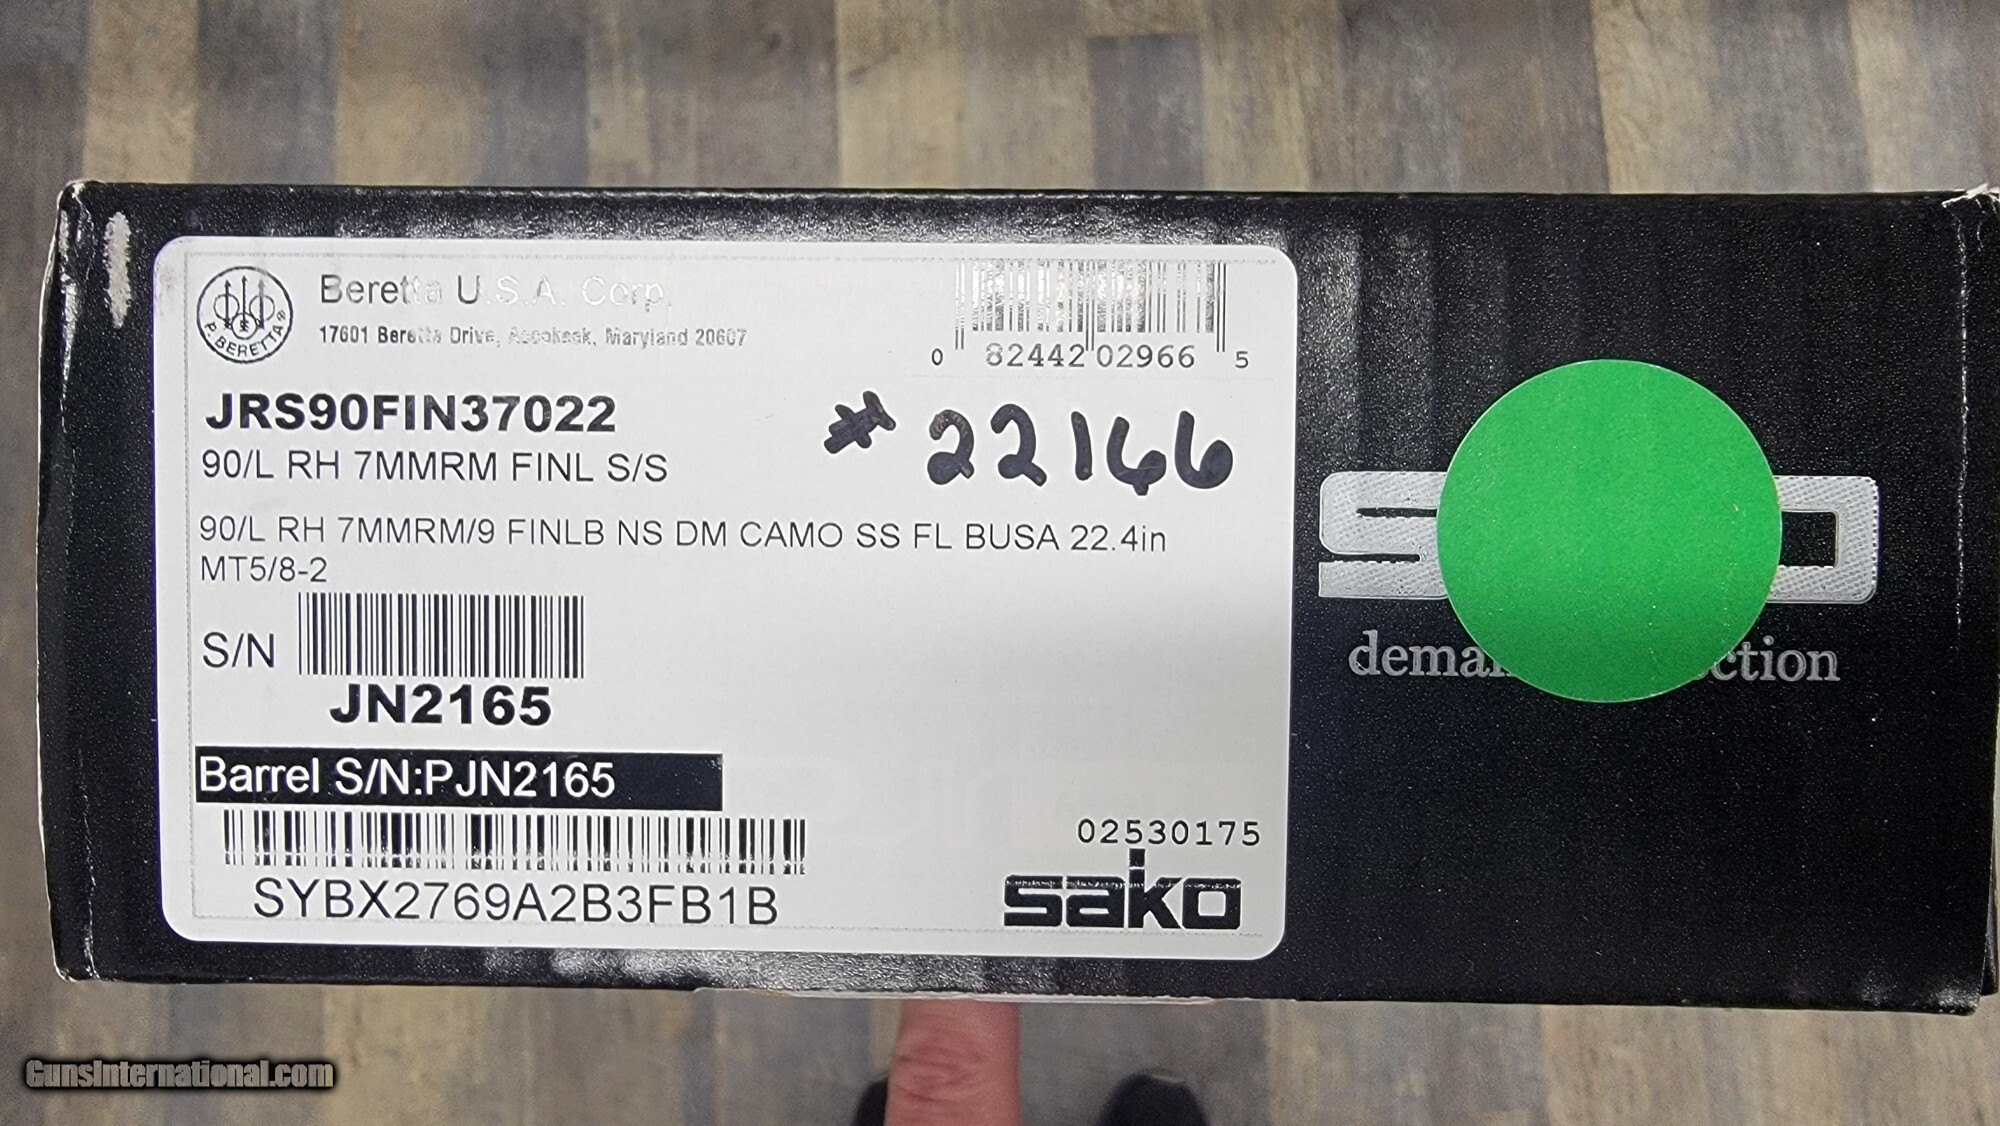 P. BERETTA®
Beretta U.S.A. Corp.
17601 Beretta Drive, Accokeek, Maryland 20607
0 82442 02966 5
JRS90FIN37022
# 22166
90/L RH 7MMRM FINL S/S
90/L RH 7MMRM/9 FINLB NS DM CAMO SS FL BUSA 22.4in
MT5/8-2
S/N
JN2165
Barrel S/N:PJN2165
SYBX2769A2B3FB1B
02530175
sako
GunsInternational.com